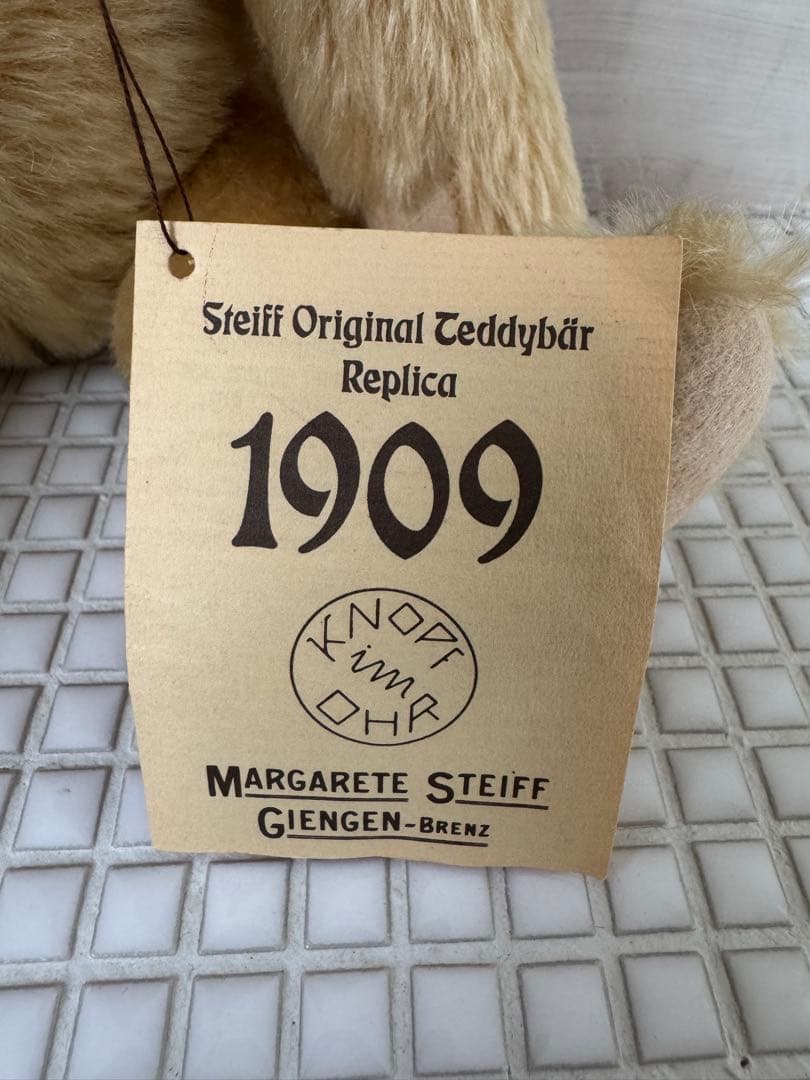 Steiff Original Teddybär
Replica
1909
KNOPF
im
OHR
MARGARETE STEIFF
GIENGEN-BRENZ